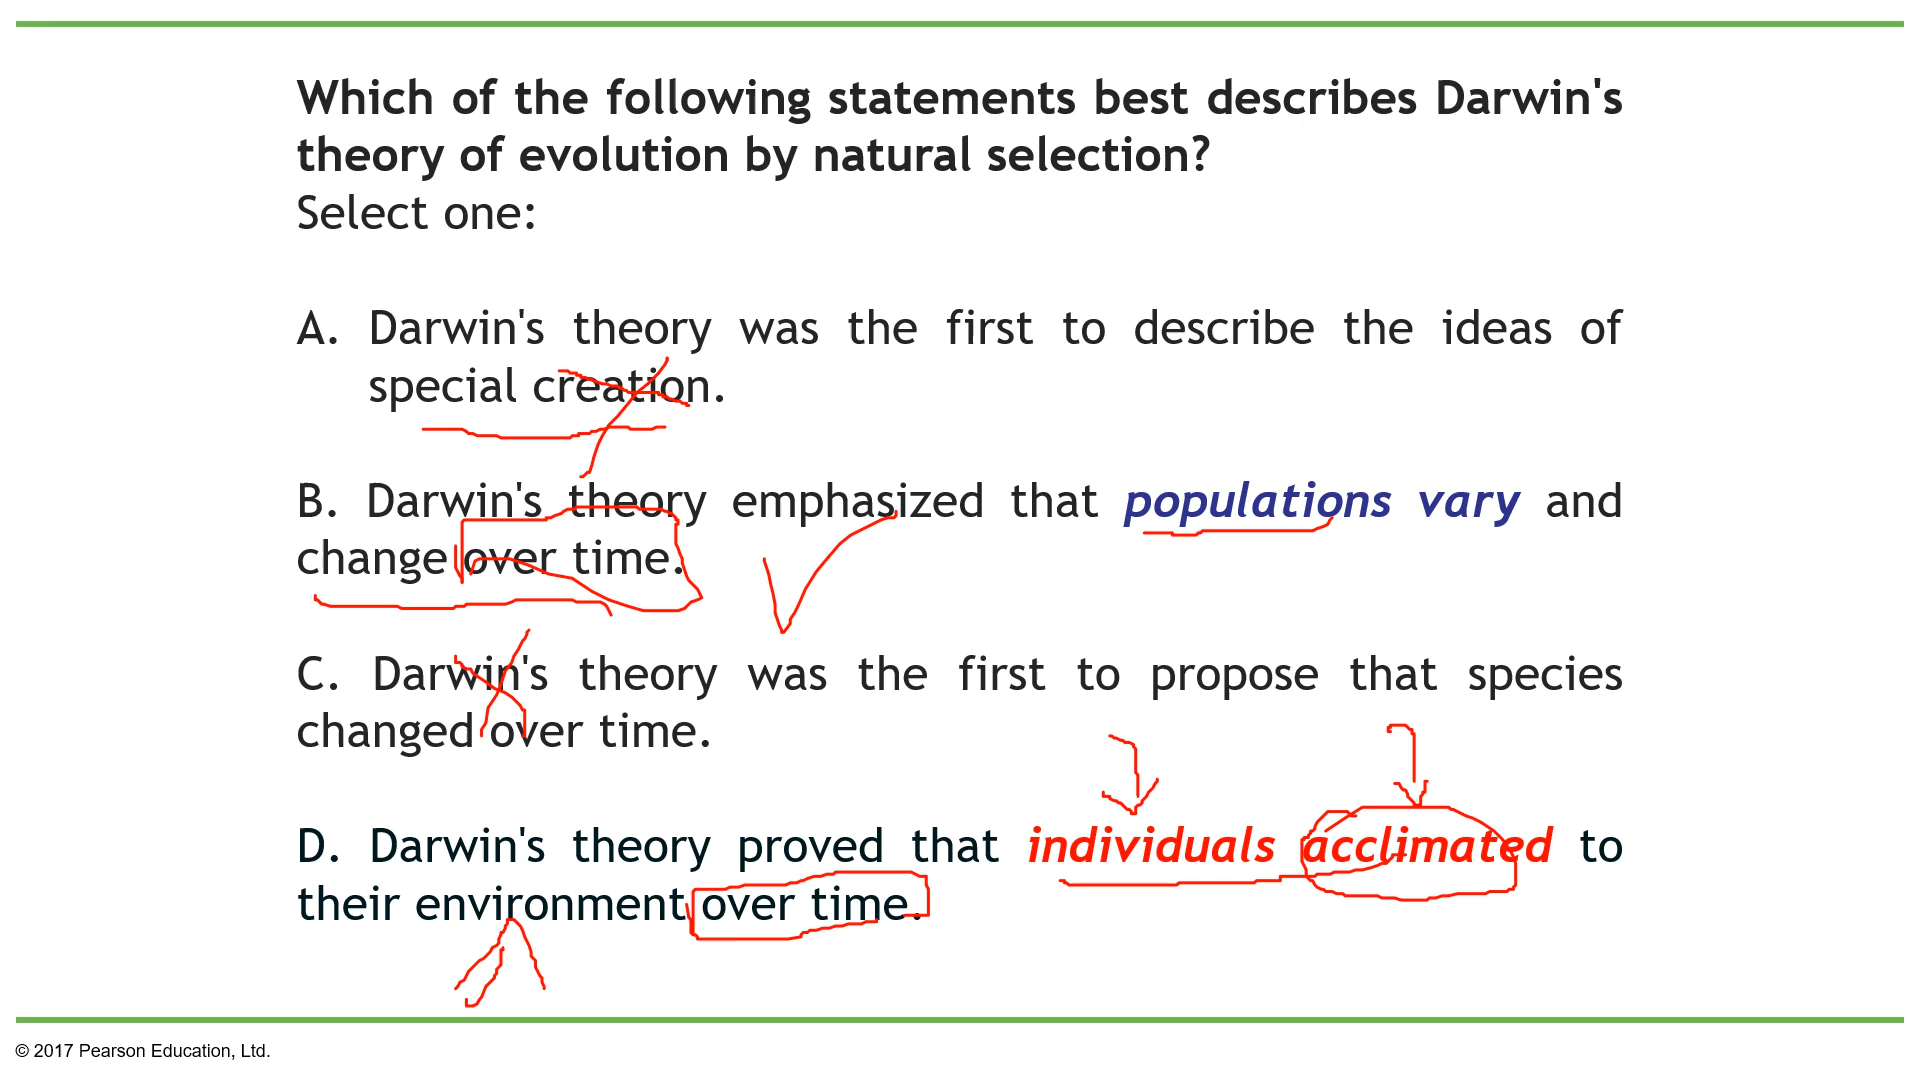 Which of the following statements best describes Darwin's
theory of evolution by natural selection?
Select one:
A. Darwin's theory was the first to describe the ideas of
special creation.
B. Darwin's theory emphasized that populations vary and
change over time.
C. Darwin's theory was the first to propose that species
changed over time.
D. Darwin's theory proved that individuals acclimated to
their environment over time.
© 2017 Pearson Education, Ltd.